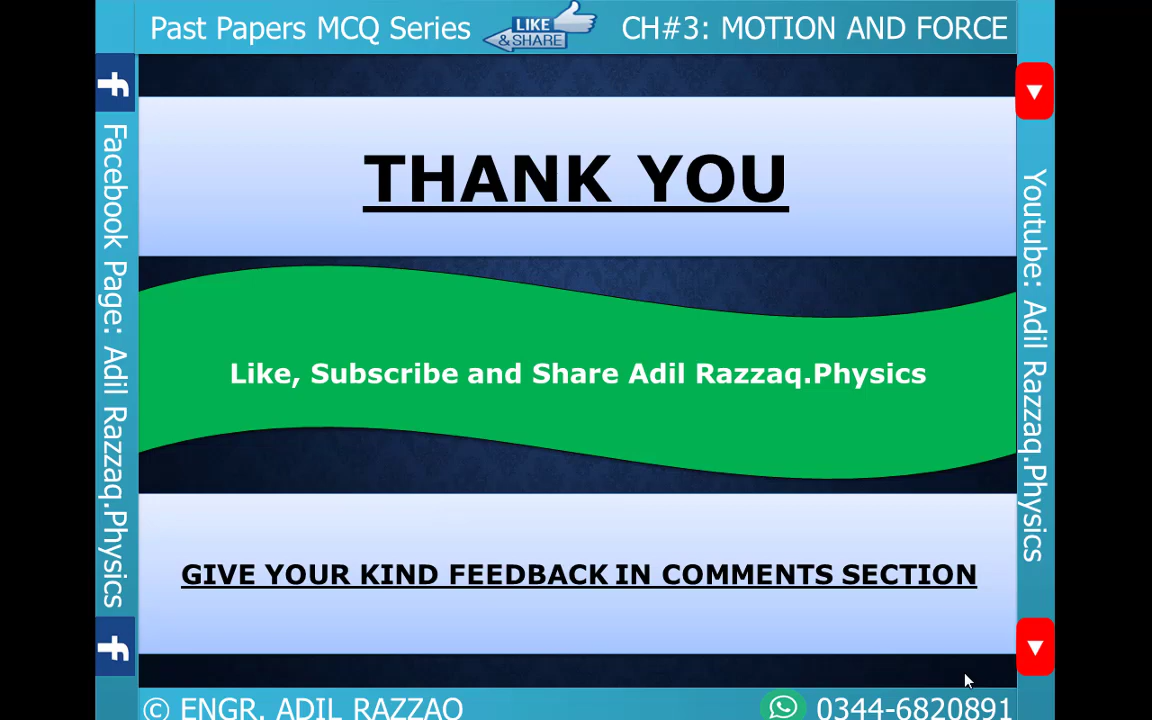 Past Papers MCQ Series
LIKE
& SHARE
CH#3: MOTION AND FORCE
Facebook Page: Adil Razzaq.Physics
THANK YOU
Like, Subscribe and Share Adil Razzaq.Physics
GIVE YOUR KIND FEEDBACK IN COMMENTS SECTION
Youtube: Adil Razzaq.Physics
© ENGR. ADIL RAZZAQ
0344-6820891